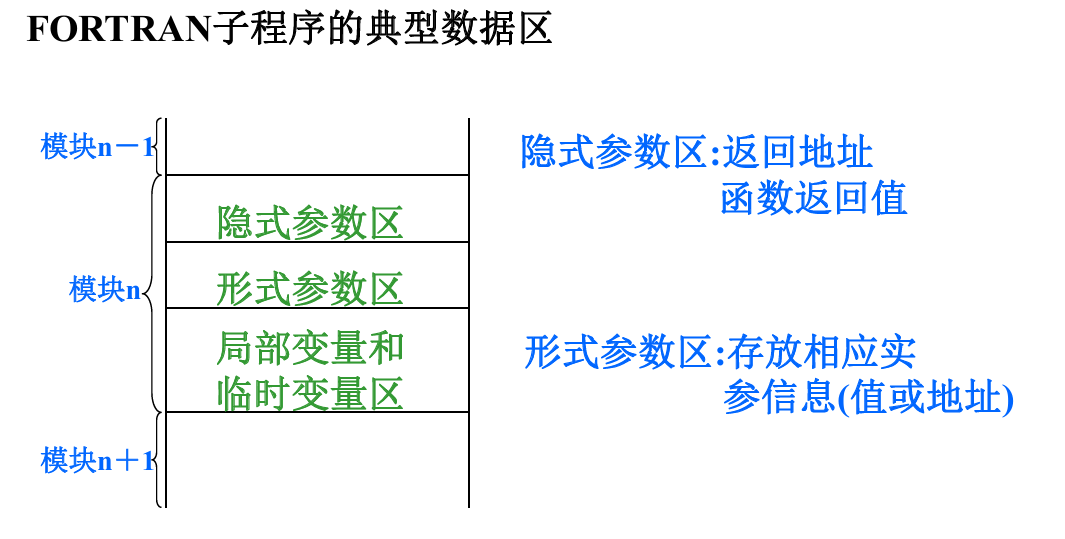 FORTRAN子程序的典型数据区
模块n－1
隐式参数区:返回地址
函数返回值
隐式参数区
模块n
形式参数区
局部变量和
临时变量区
形式参数区:存放相应实
参信息(值或地址)
模块n＋1